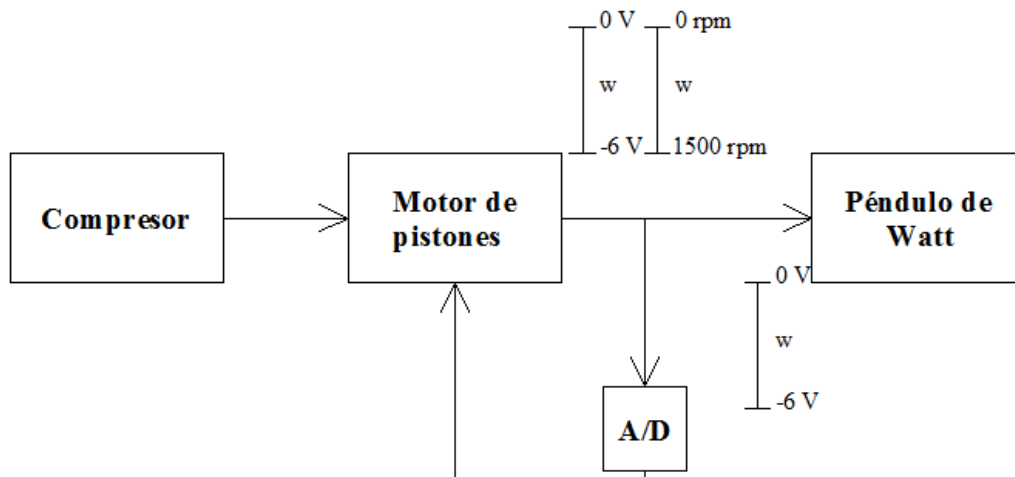 0 V
0 rpm
w
w
-6 V
1500 rpm
Compresor
Motor de
pistones
Péndulo de
Watt
0 V
w
-6 V
A/D